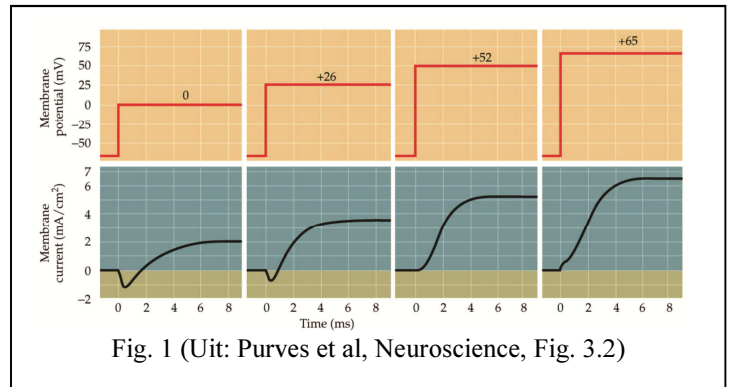 75
50
25
0
−25
−50
Membrane
potential (mV)
0
+26
+52
+65
7
6
4
2
0
−2
Membrane
current (mA/cm²)
0 2 4 6 8
0 2 4 6 8
0 2 4 6 8
0 2 4 6 8
Time (ms)
Fig. 1 (Uit: Purves et al, Neuroscience, Fig. 3.2)